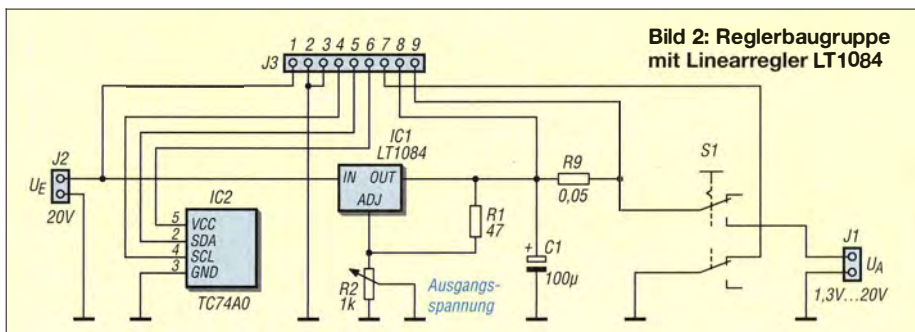 Bild 2: Reglerbaugruppe
mit Linearregler LT1084
1 2 3 4 5 6 7 8 9
J3
IC1
LT1084
IN OUT
ADJ
R9
0,05
S1
J2
UE
20V
IC2
5 VCC
2 SDA
4 SCL
3 GND
TC74A0
R1
47
+ C1
100µ
R2
1k
Ausgangs-
spannung
J1
UA
1,3V...20V